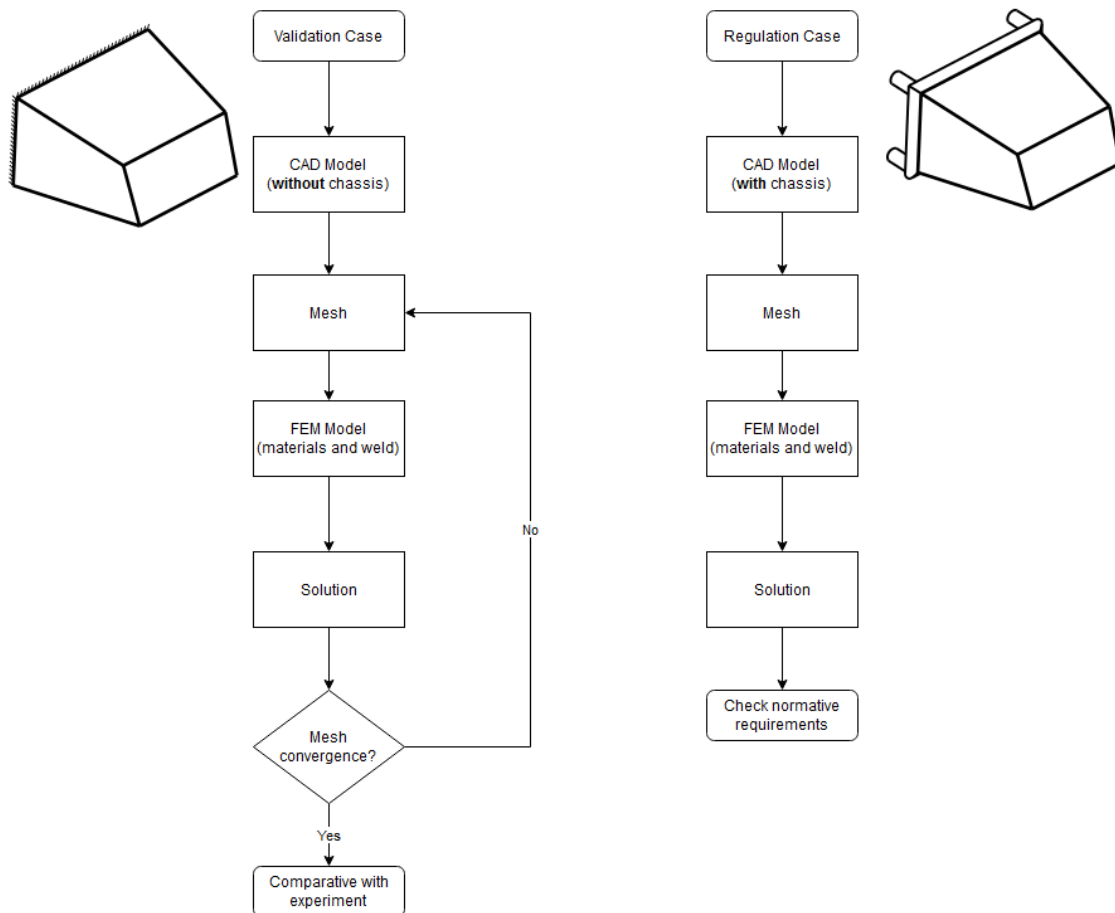 Validation Case
CAD Model
(without chassis)
Mesh
FEM Model
(materials and weld)
Solution
Mesh
convergence?
No
Yes
Comparative with
experiment
Regulation Case
CAD Model
(with chassis)
Mesh
FEM Model
(materials and weld)
Solution
Check normative
requirements